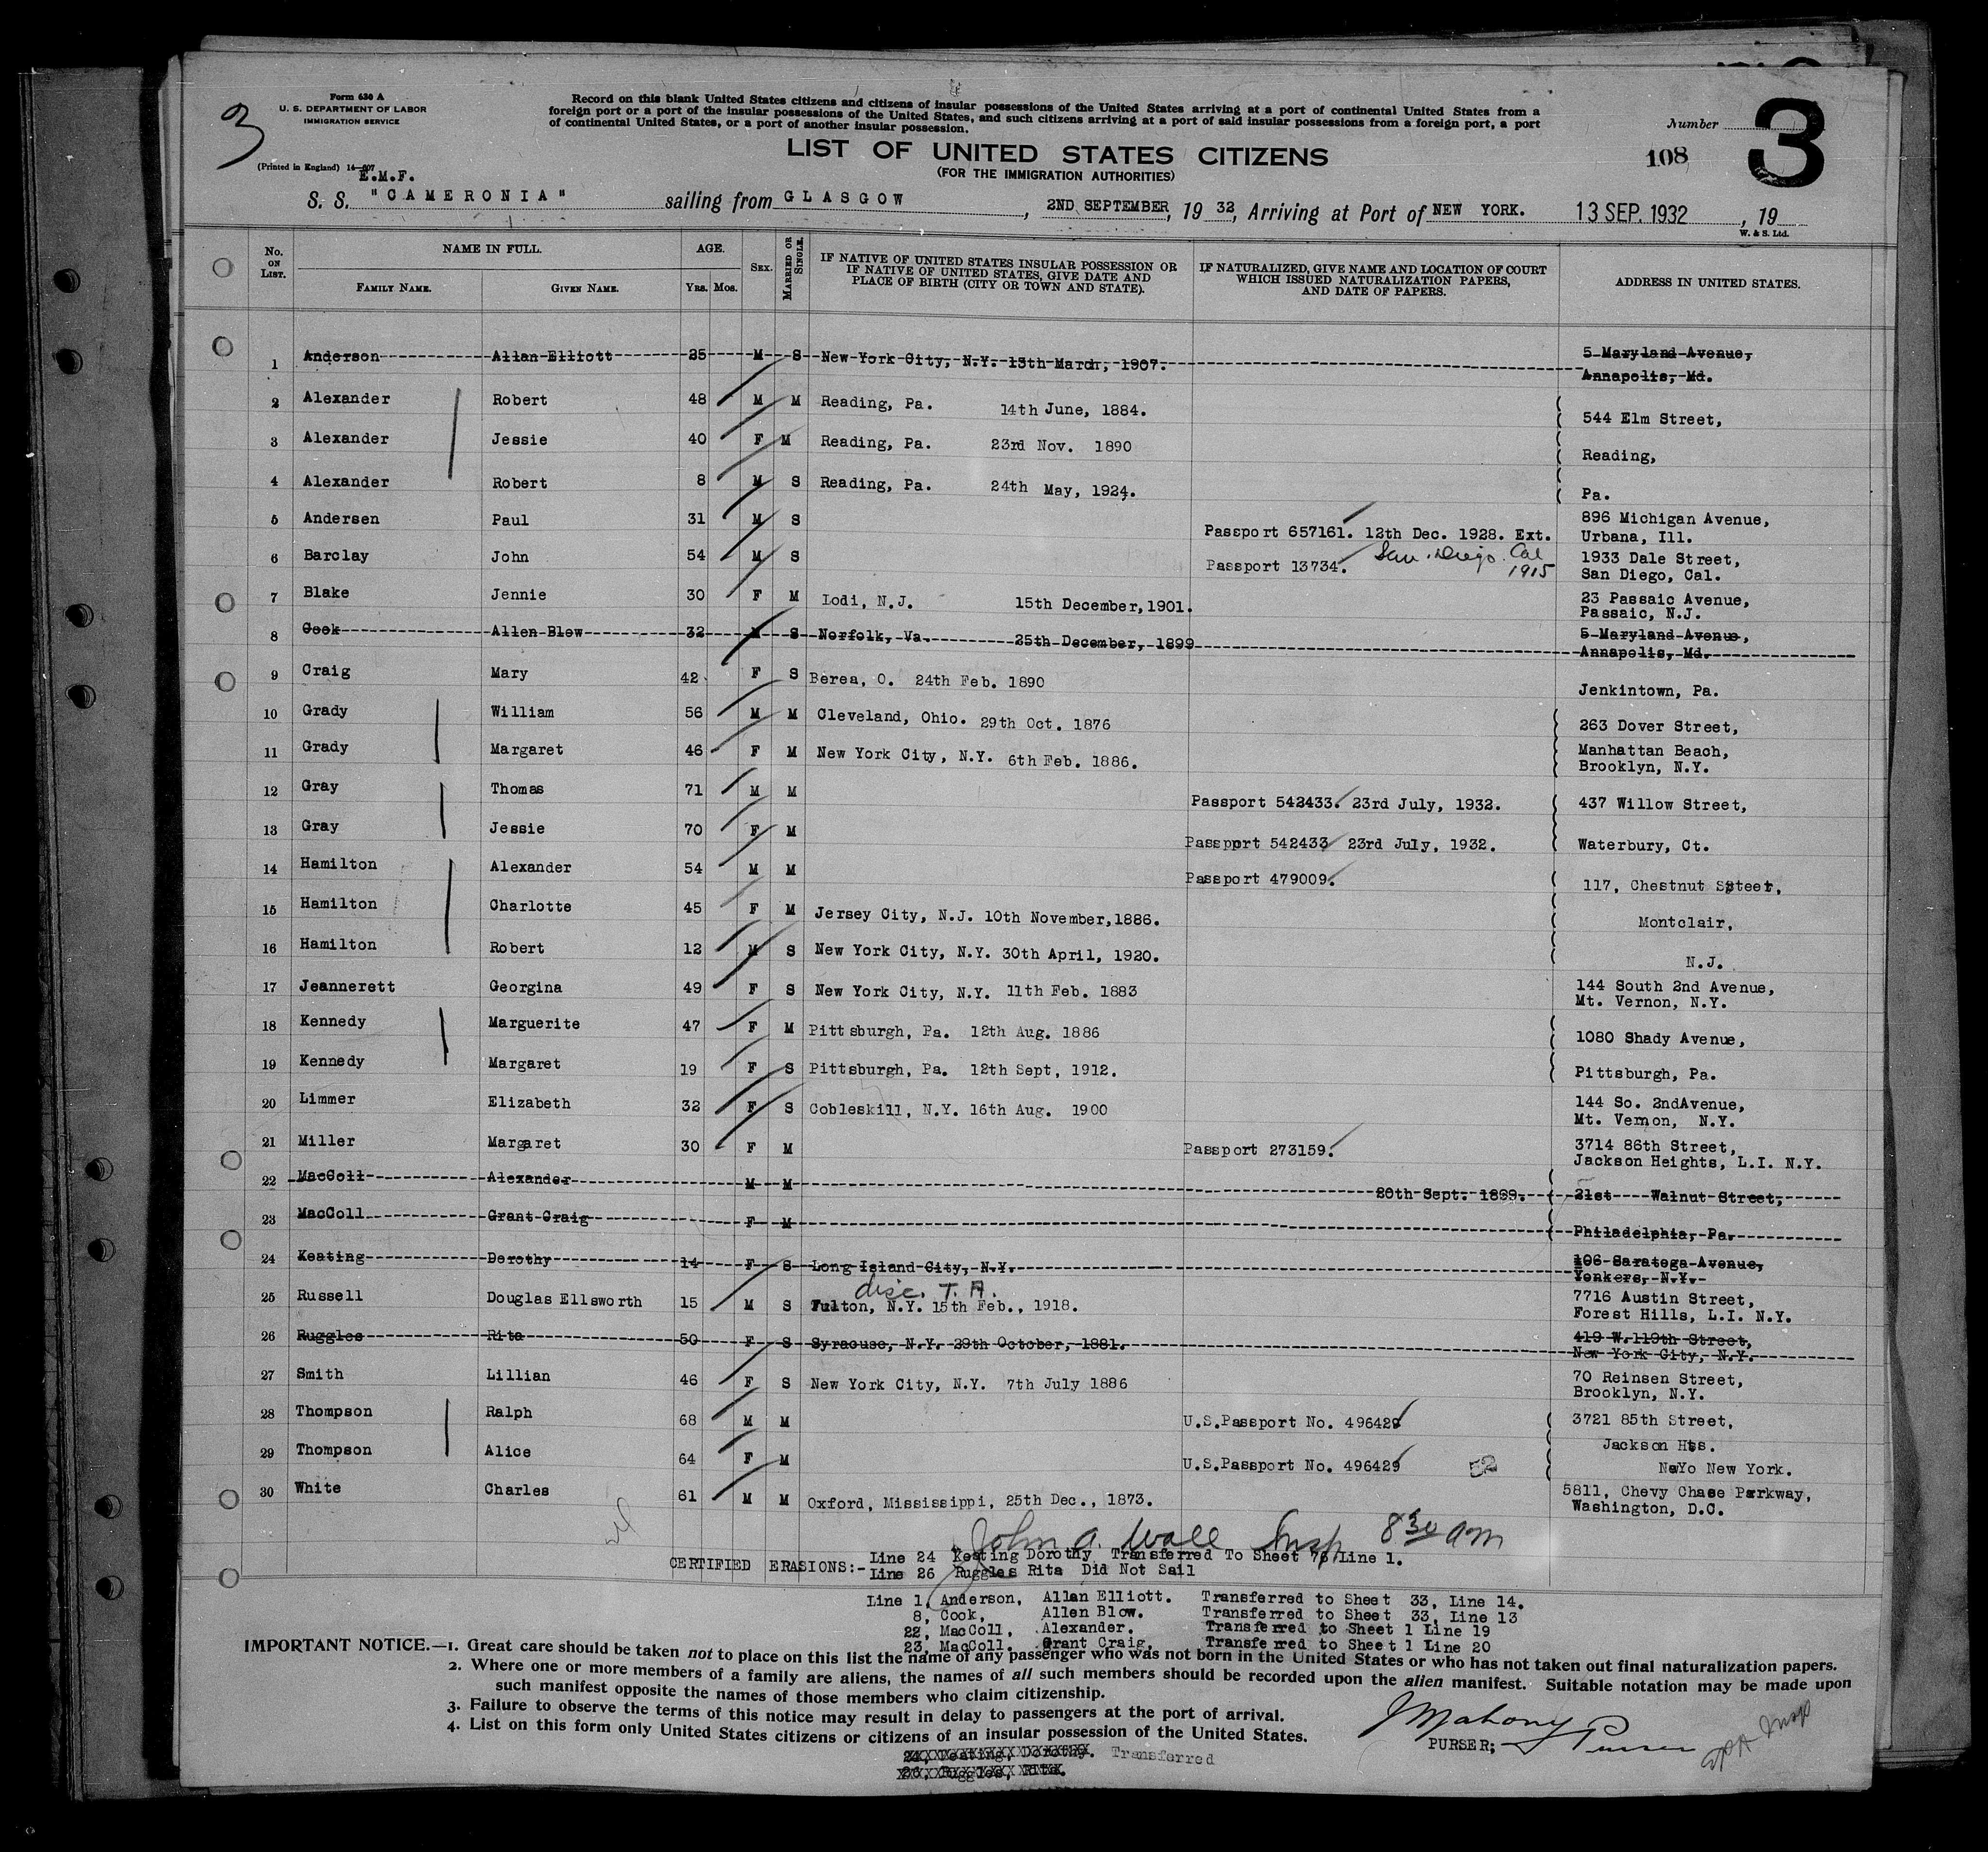 3
Form 630 A
U. S. DEPARTMENT OF LABOR
IMMIGRATION SERVICE
(Printed in England) 14—607
E.M.F.
Record on this blank United States citizens and citizens of insular possessions of the United States arriving at a port of continental United States from a
foreign port or a port of the insular possessions of the United States, and such citizens arriving at a port of said insular possessions from a foreign port, a port
of continental United States, or a port of another insular possession.
LIST OF UNITED STATES CITIZENS
(FOR THE IMMIGRATION AUTHORITIES)
Number 3
108
S. S. "CAMERONIA" sailing from GLASGOW, 2ND SEPTEMBER, 19 32, Arriving at Port of NEW YORK. 13 SEP. 1932, 19
W. & S. Ltd.
No. ON LIST. NAME IN FULL. AGE. SEX. MARRIED OR SINGLE. IF NATIVE OF UNITED STATES INSULAR POSSESSION OR IF NATIVE OF UNITED STATES, GIVE DATE AND PLACE OF BIRTH (CITY OR TOWN AND STATE). IF NATURALIZED, GIVE NAME AND LOCATION OF COURT WHICH ISSUED NATURALIZATION PAPERS, AND DATE OF PAPERS. ADDRESS IN UNITED STATES.
FAMILY NAME. GIVEN NAME. Yrs. Mos.
1 Anderson Allan Elliott 25 M S New York City, N.Y. 13th March, 1907. 5 Maryland Avenue,
Annapolis, Md.
2 Alexander Robert 48 M M Reading, Pa. 14th June, 1884. 544 Elm Street,
3 Alexander Jessie 40 F M Reading, Pa. 23rd Nov. 1890 Reading,
4 Alexander Robert 8 M S Reading, Pa. 24th May, 1924. Pa.
5 Andersen Paul 31 M S Passport 657161. 12th Dec. 1928. Ext. 896 Michigan Avenue,
Urbana, Ill.
6 Barclay John 54 M S Passport 13734. San Diego. Cal 1915 1933 Dale Street,
San Diego, Cal.
7 Blake Jennie 30 F M Lodi, N.J. 15th December, 1901. 23 Passaic Avenue,
Passaic, N.J.
8 Cook Allen Blow 32 M S Norfolk, Va. 25th December, 1899 5 Maryland Avenue,
Annapolis, Md.
9 Craig Mary 42 F S Berea, O. 24th Feb. 1890 Jenkintown, Pa.
10 Grady William 56 M M Cleveland, Ohio. 29th Oct. 1876 263 Dover Street,
11 Grady Margaret 46 F M New York City, N.Y. 6th Feb. 1886. Manhattan Beach,
Brooklyn, N.Y.
12 Gray Thomas 71 M M Passport 542433. 23rd July, 1932. 437 Willow Street,
13 Gray Jessie 70 F M Passport 542433 23rd July, 1932. Waterbury, Ct.
14 Hamilton Alexander 54 M M Passport 479009. 117, Chestnut Steet,
15 Hamilton Charlotte 45 F M Jersey City, N.J. 10th November, 1886. Montclair,
16 Hamilton Robert 12 M S New York City, N.Y. 30th April, 1920. N.J.
17 Jeannerett Georgina 49 F S New York City, N.Y. 11th Feb. 1883 144 South 2nd Avenue,
Mt. Vernon, N.Y.
18 Kennedy Marguerite 47 F M Pittsburgh, Pa. 12th Aug. 1886 1080 Shady Avenue,
19 Kennedy Margaret 19 F S Pittsburgh, Pa. 12th Sept, 1912. Pittsburgh, Pa.
20 Limmer Elizabeth 32 F S Cobleskill, N.Y. 16th Aug. 1900 144 So. 2ndAvenue,
Mt. Vernon, N.Y.
21 Miller Margaret 30 F M Passport 273159. 3714 86th Street,
Jackson Heights, L.I. N.Y.
22 MacColl Alexander M M 20th Sept. 1899. 21st Walnut Street,
23 MacColl Grant Craig F M Philadelphia, Pa.
24 Keating Dorothy 14 F S Long Island City, N.Y. 106 Saratoga Avenue,
Yonkers, N.Y.
disc. T. A.
25 Russell Douglas Ellsworth 15 M S Fulton, N.Y. 15th Feb., 1918. 7716 Austin Street,
Forest Hills, L.I. N.Y.
26 Ruggles Rita 50 F S Syracuse, N.Y. 29th October, 1881. 419 W. 119th Street,
New York City, N.Y.
27 Smith Lillian 46 F S New York City, N.Y. 7th July 1886 70 Reinsen Street,
Brooklyn, N.Y.
28 Thompson Ralph 68 M M U.S.Passport No. 496429 3721 85th Street,
Jackson Hts.
29 Thompson Alice 64 F M U.S.Passport No. 496429 52 New York.
30 White Charles 61 M M Oxford, Mississippi, 25th Dec., 1873. 5811, Chevy Chase Parkway,
Washington, D.C.
John A. Wall Insp 8 30 am
CERTIFIED ERASIONS:- Line 24 Keating Dorothy Transferred To Sheet 76 Line 1.
Line 26 Ruggles Rita Did Not Sail
Line 1, Anderson, Allan Elliott. Transferred to Sheet 33, Line 14.
8, Cook, Allen Blow. Transferred to Sheet 33, Line 13
22, MacColl, Alexander. Transferred to Sheet 1 Line 19
23, MacColl. Grant Craig, Transferred to Sheet 1 Line 20
IMPORTANT NOTICE.—1. Great care should be taken not to place on this list the name of any passenger who was not born in the United States or who has not taken out final naturalization papers.
2. Where one or more members of a family are aliens, the names of all such members should be recorded upon the alien manifest. Suitable notation may be made upon
such manifest opposite the names of those members who claim citizenship.
3. Failure to observe the terms of this notice may result in delay to passengers at the port of arrival.
4. List on this form only United States citizens or citizens of an insular possession of the United States.
JMahony Purser
PURSER;
24, Keating, Dorothy. Transferred
26, Ruggles, Rita.